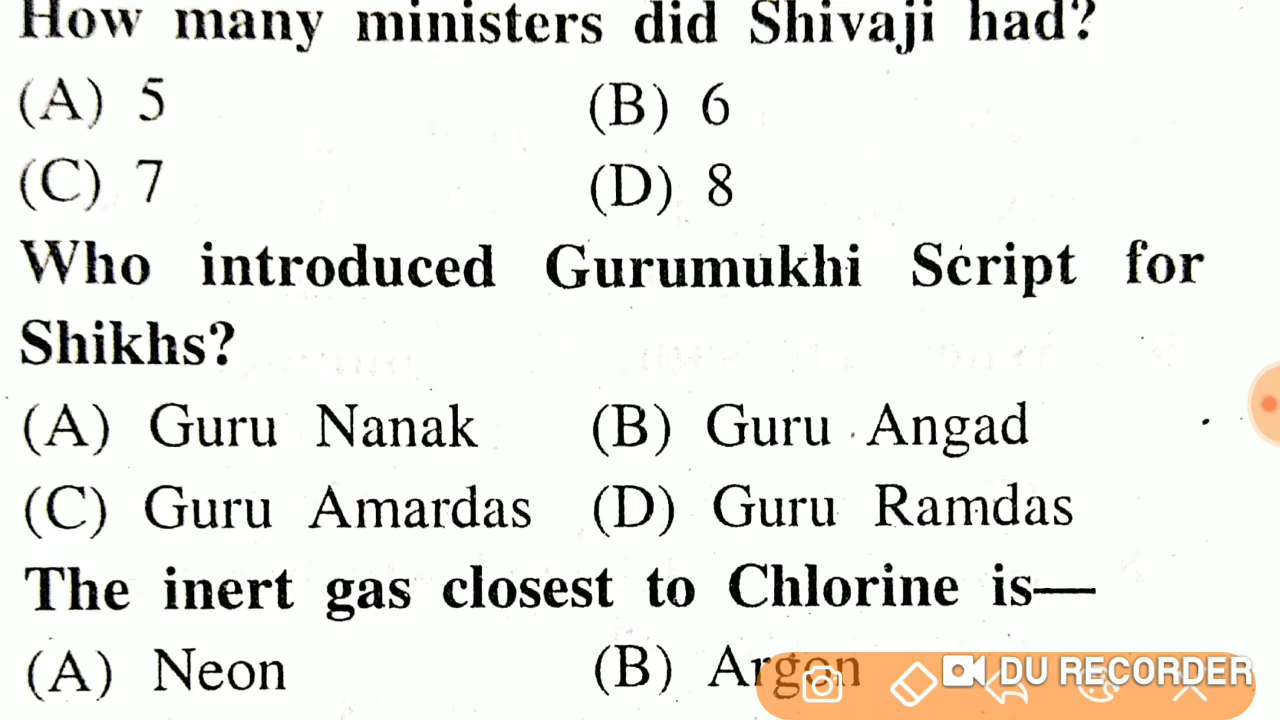 How many ministers did Shivaji had?
(A) 5 (B) 6
(C) 7 (D) 8
Who introduced Gurumukhi Script for
Shikhs?
(A) Guru Nanak (B) Guru Angad
(C) Guru Amardas (D) Guru Ramdas
The inert gas closest to Chlorine is—
(A) Neon (B) Argon
DU RECORDER